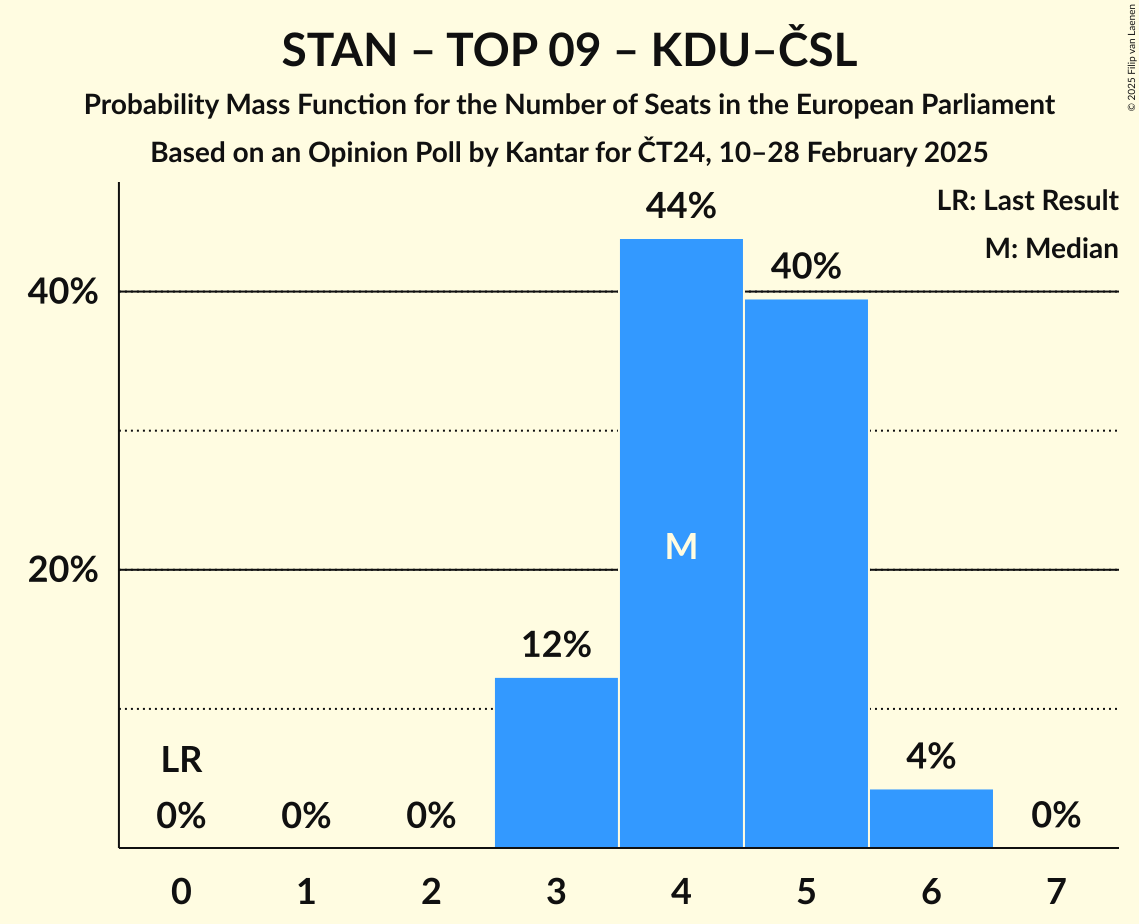 STAN – TOP 09 – KDU–ČSL
Probability Mass Function for the Number of Seats in the European Parliament
Based on an Opinion Poll by Kantar for ČT24, 10–28 February 2025
© 2025 Filip van Laenen
LR: Last Result
M: Median
40%
20%
44%
40%
12%
4%
M
LR
0%
0%
0%
0%
0
1
2
3
4
5
6
7